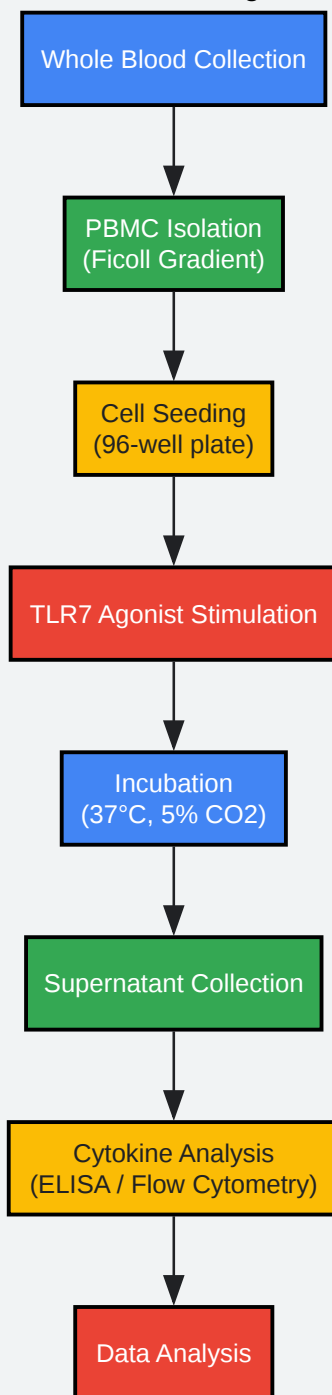 Whole Blood Collection
PBMC Isolation
(Ficoll Gradient)
Cell Seeding
(96-well plate)
TLR7 Agonist Stimulation
Incubation
(37°C, 5% CO2)
Supernatant Collection
Cytokine Analysis
(ELISA / Flow Cytometry)
Data Analysis